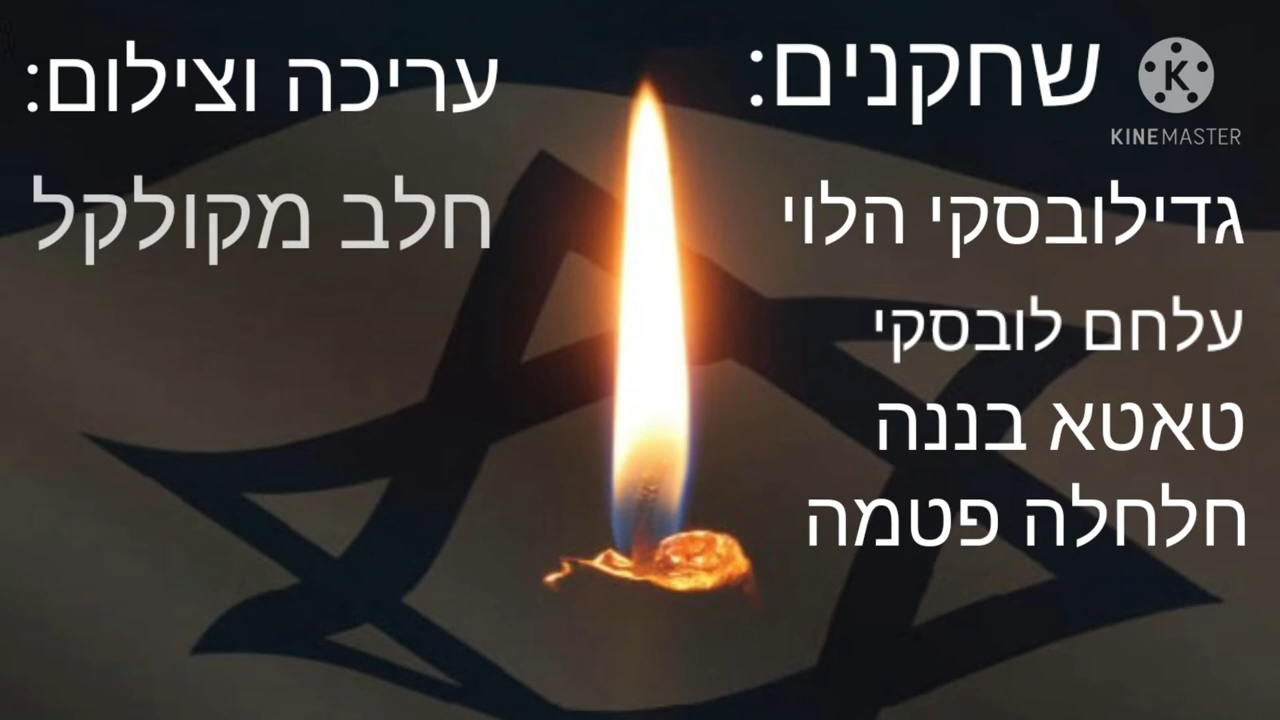 שחקנים:
גדילובסקי הלוי
עלחם לובסקי
טאטא בננה
חלחלה פטמה
עריכה וצילום:
חלב מקולקל
K
KINEMASTER